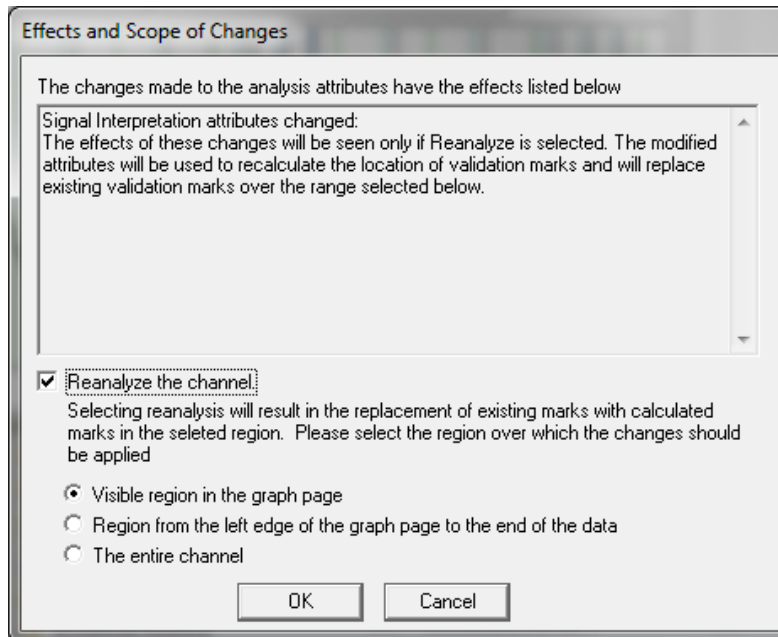 Effects and Scope of Changes
The changes made to the analysis attributes have the effects listed below
Signal Interpretation attributes changed:
The effects of these changes will be seen only if Reanalyze is selected. The modified
attributes will be used to recalculate the location of validation marks and will replace
existing validation marks over the range selected below.
Reanalyze the channel.
Selecting reanalysis will result in the replacement of existing marks with calculated
marks in the seleted region. Please select the region over which the changes should
be applied
Visible region in the graph page
Region from the left edge of the graph page to the end of the data
The entire channel
OK
Cancel